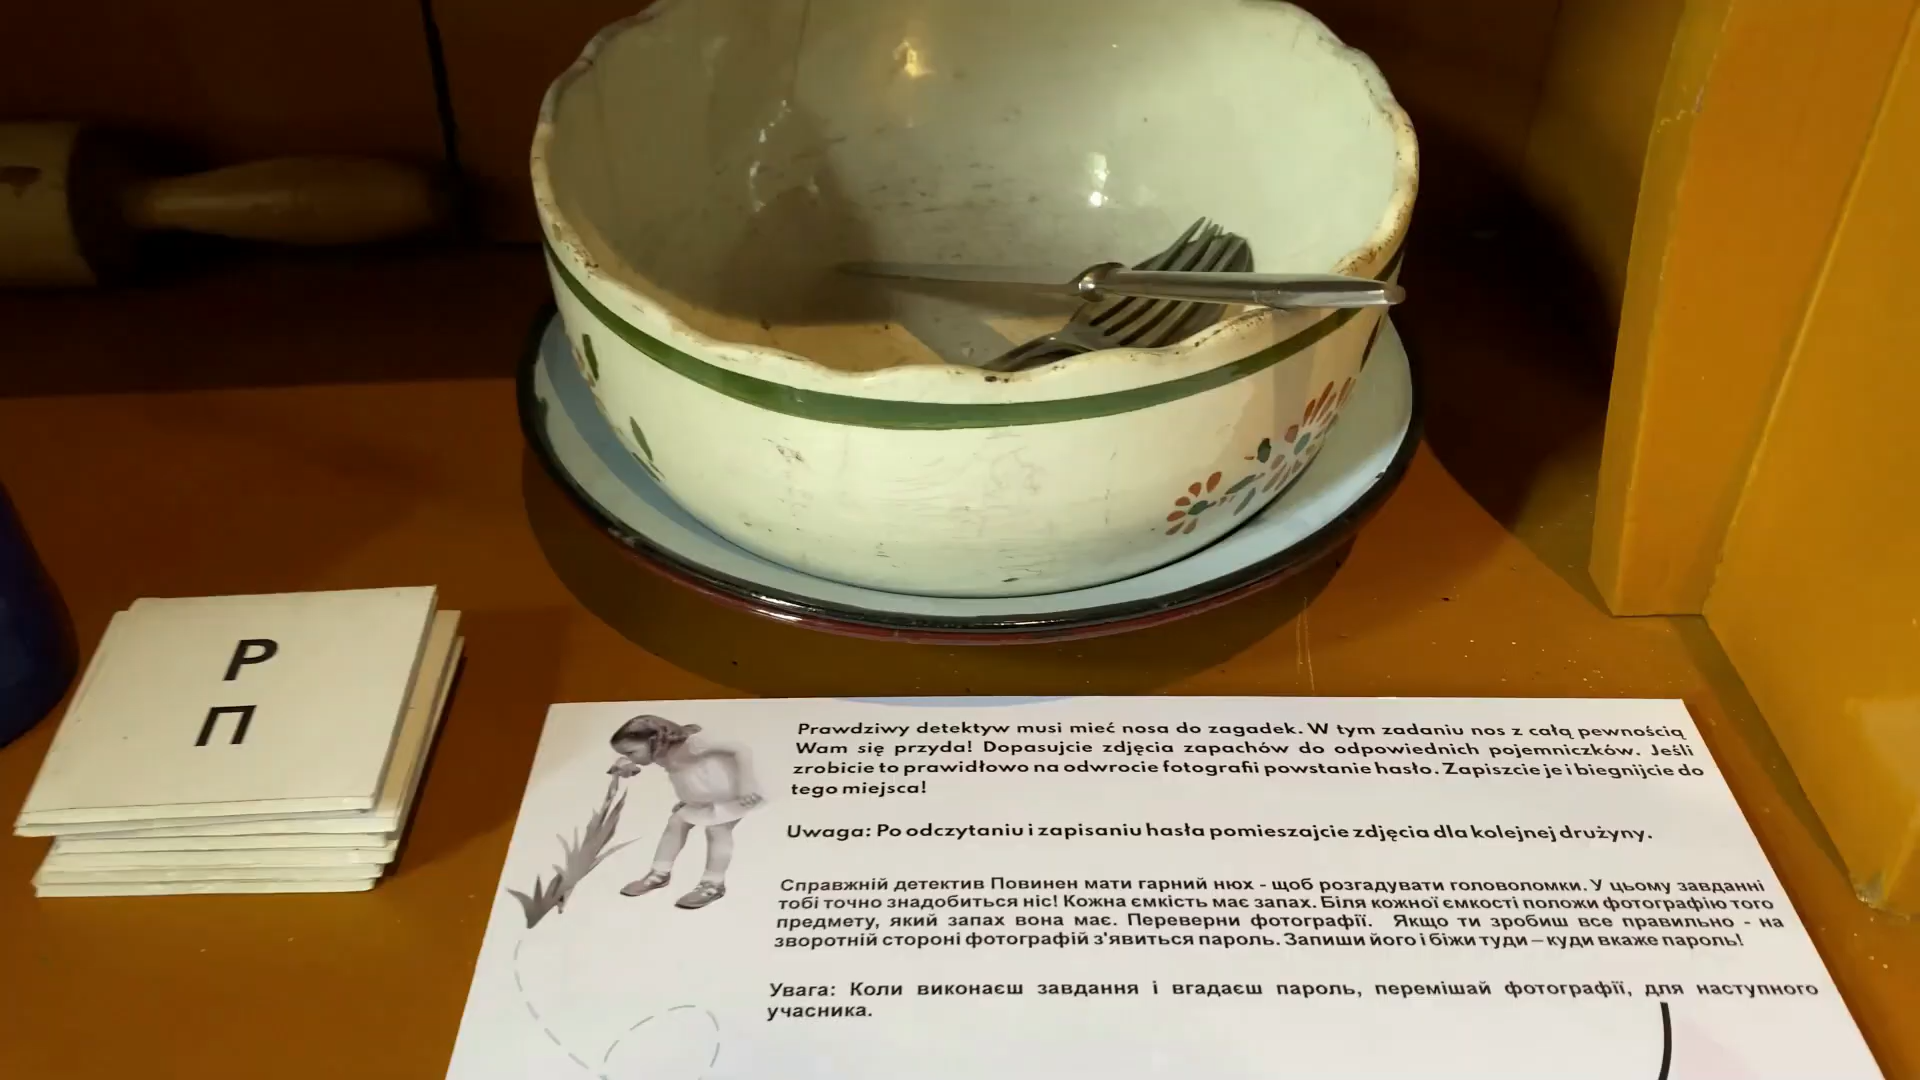 P
П
Prawdziwy detektyw musi mieć nosa do zagadek. W tym zadaniu nos z całą pewnością
Wam się przyda! Dopasujcie zdjęcia zapachów do odpowiednich pojemniczków. Jeśli
zrobicie to prawidłowo na odwrocie fotografii powstanie hasło. Zapiszcie je i biegnijcie do
tego miejsca!
Uwaga: Po odczytaniu i zapisaniu hasła pomieszajcie zdjęcia dla kolejnej drużyny.
Справжній детектив Повинен мати гарний нюх - щоб розгадувати головоломки. У цьому завданні
тобі точно знадобиться ніс! Кожна ємкість має запах. Біля кожної ємкості положи фотографію того
предмету, який запах вона має. Переверни фотографії. Якщо ти зробиш все правильно - на
зворотній стороні фотографій з'явиться пароль. Запиши його і біжи туди – куди вкаже пароль!
Увага: Коли виконаєш завдання і вгадаєш пароль, перемішай фотографії, для наступного
учасника.